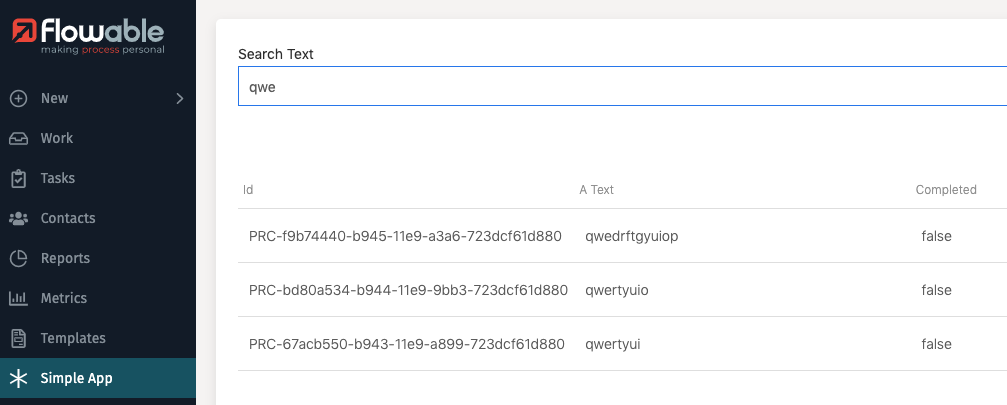 flowable
making process personal
New
Work
Tasks
Contacts
Reports
Metrics
Templates
Simple App
Search Text
qwe
Id A Text Completed
PRC-f9b74440-b945-11e9-a3a6-723dcf61d880 qwedrftgyuiop false
PRC-bd80a534-b944-11e9-9bb3-723dcf61d880 qwertyuio false
PRC-67acb550-b943-11e9-a899-723dcf61d880 qwertyui false